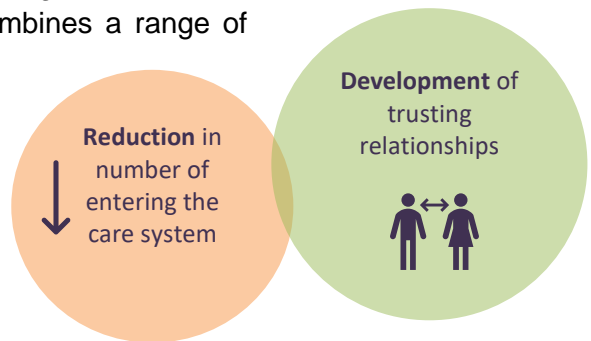 mbines a range of
Reduction in
number of
entering the
care system
Development of
trusting
relationships